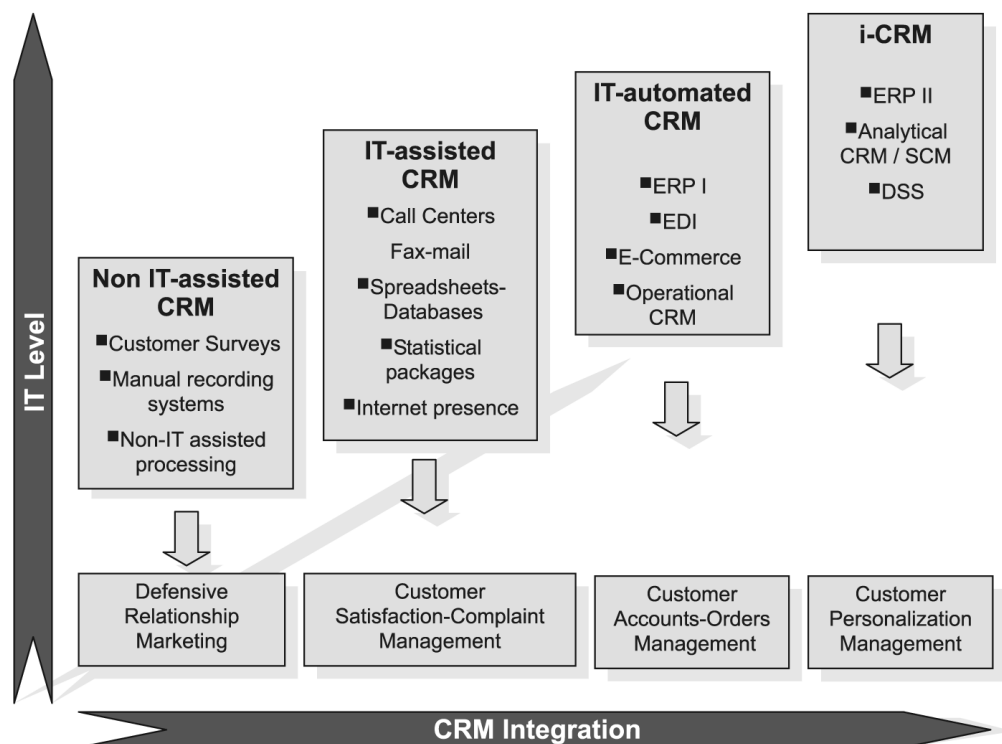 IT Level
i-CRM
■ERP II
■Analytical
CRM / SCM
■DSS
IT-automated
CRM
■ERP I
■EDI
■E-Commerce
■Operational
CRM
IT-assisted
CRM
■Call Centers
Fax-mail
■Spreadsheets-
Databases
■Statistical
packages
■Internet presence
Non IT-assisted
CRM
■Customer Surveys
■Manual recording
systems
■Non-IT assisted
processing
Defensive
Relationship
Marketing
Customer
Satisfaction-Complaint
Management
Customer
Accounts-Orders
Management
Customer
Personalization
Management
CRM Integration